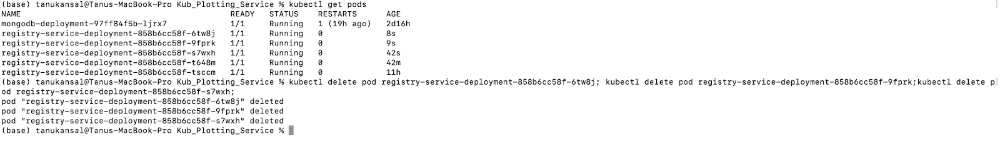 (base) tanukansal@Tanus-MacBook-Pro Kub_Plotting_Service % kubectl get pods
NAME READY STATUS RESTARTS AGE
mongodb-deployment-97ff84f5b-ljrx7 1/1 Running 1 (19h ago) 2d16h
registry-service-deployment-858b6cc58f-6tw8j 1/1 Running 0 8s
registry-service-deployment-858b6cc58f-9fprk 1/1 Running 0 9s
registry-service-deployment-858b6cc58f-s7wxh 1/1 Running 0 42s
registry-service-deployment-858b6cc58f-t648m 1/1 Running 0 42m
registry-service-deployment-858b6cc58f-tsccm 1/1 Running 0 11h
(base) tanukansal@Tanus-MacBook-Pro Kub_Plotting_Service % kubectl delete pod registry-service-deployment-858b6cc58f-6tw8j; kubectl delete pod registry-service-deployment-858b6cc58f-9fprk;kubectl delete p
od registry-service-deployment-858b6cc58f-s7wxh;
pod "registry-service-deployment-858b6cc58f-6tw8j" deleted
pod "registry-service-deployment-858b6cc58f-9fprk" deleted
pod "registry-service-deployment-858b6cc58f-s7wxh" deleted
(base) tanukansal@Tanus-MacBook-Pro Kub_Plotting_Service %